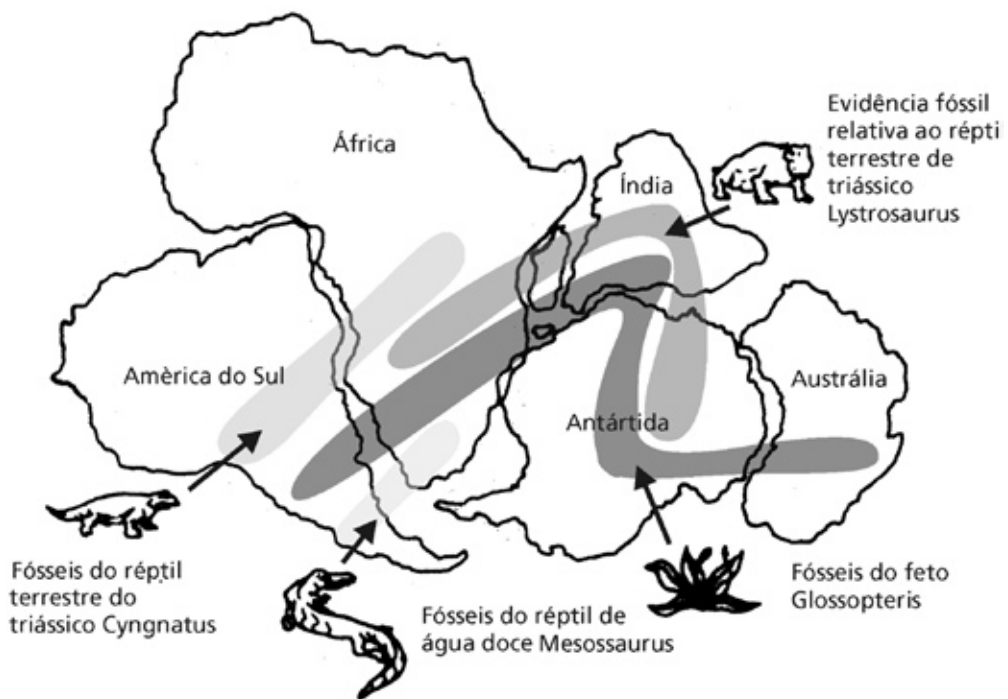 África
Evidência fóssil
relativa ao répti
terrestre de
triássico
Lystrosaurus
Índia
Amèrica do Sul
Antártida
Austrália
Fósseis do réptil
terrestre do
triássico Cyngnatus
Fósseis do réptil de
água doce Mesossaurus
Fósseis do feto
Glossopteris